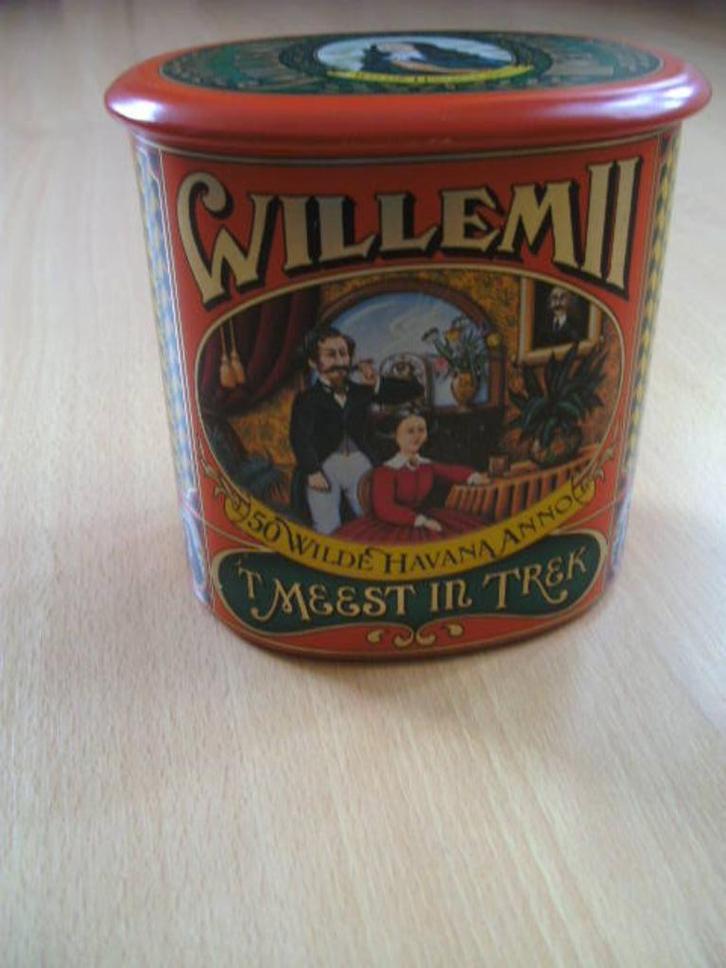 WILLEM II
50 WILDE HAVANA ANNO
'T MEEST IN TREK